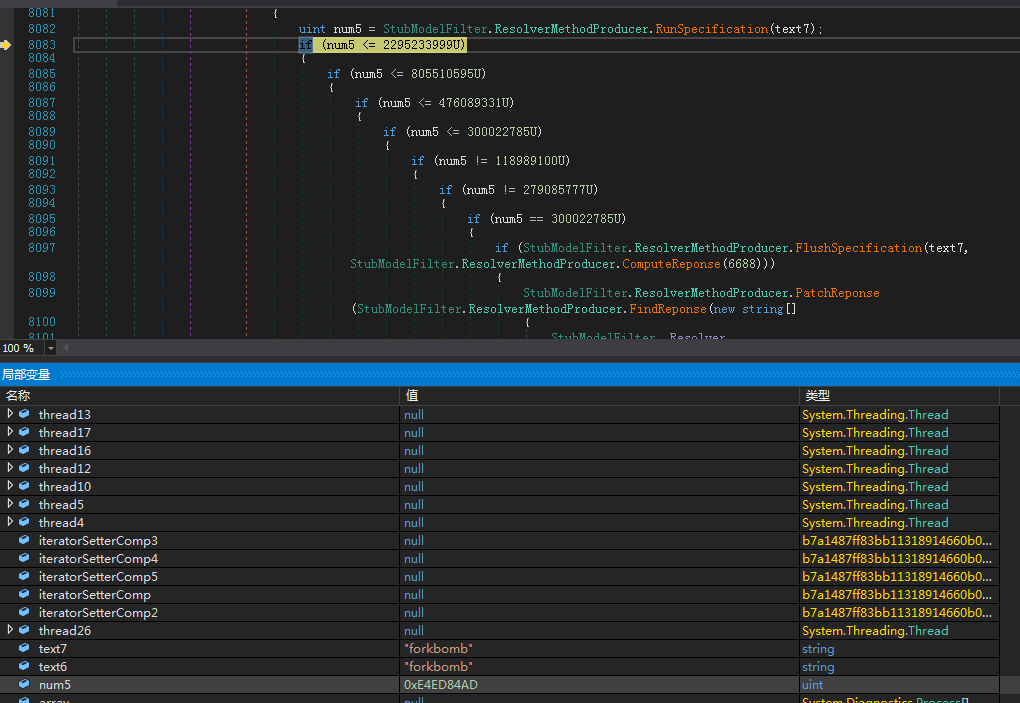 8081 {
8082 uint num5 = StubModelFilter.ResolverMethodProducer.RunSpecification(text7);
8083 if (num5 <= 2295233999U)
8084 {
8085 if (num5 <= 805510595U)
8086 {
8087 if (num5 <= 476089331U)
8088 {
8089 if (num5 <= 300022785U)
8090 {
8091 if (num5 != 118989100U)
8092 {
8093 if (num5 != 279085777U)
8094 {
8095 if (num5 == 300022785U)
8096 {
8097 if (StubModelFilter.ResolverMethodProducer.FlushSpecification(text7,
StubModelFilter.ResolverMethodProducer.ComputeReponse(6688)))
8098 {
8099 StubModelFilter.ResolverMethodProducer.PatchReponse
(StubModelFilter.ResolverMethodProducer.FindReponse(new string[]
8100 {
8101 StubModelFilter. Resolver
100 %
局部变量
名称 值 类型
thread13 null System.Threading.Thread
thread17 null System.Threading.Thread
thread16 null System.Threading.Thread
thread12 null System.Threading.Thread
thread10 null System.Threading.Thread
thread5 null System.Threading.Thread
thread4 null System.Threading.Thread
iteratorSetterComp3 null b7a1487ff83bb11318914660b0...
iteratorSetterComp4 null b7a1487ff83bb11318914660b0...
iteratorSetterComp5 null b7a1487ff83bb11318914660b0...
iteratorSetterComp null b7a1487ff83bb11318914660b0...
iteratorSetterComp2 null b7a1487ff83bb11318914660b0...
thread26 null System.Threading.Thread
text7 "forkbomb" string
text6 "forkbomb" string
num5 0xE4ED84AD uint
array null System.Diagnostics.Process[]